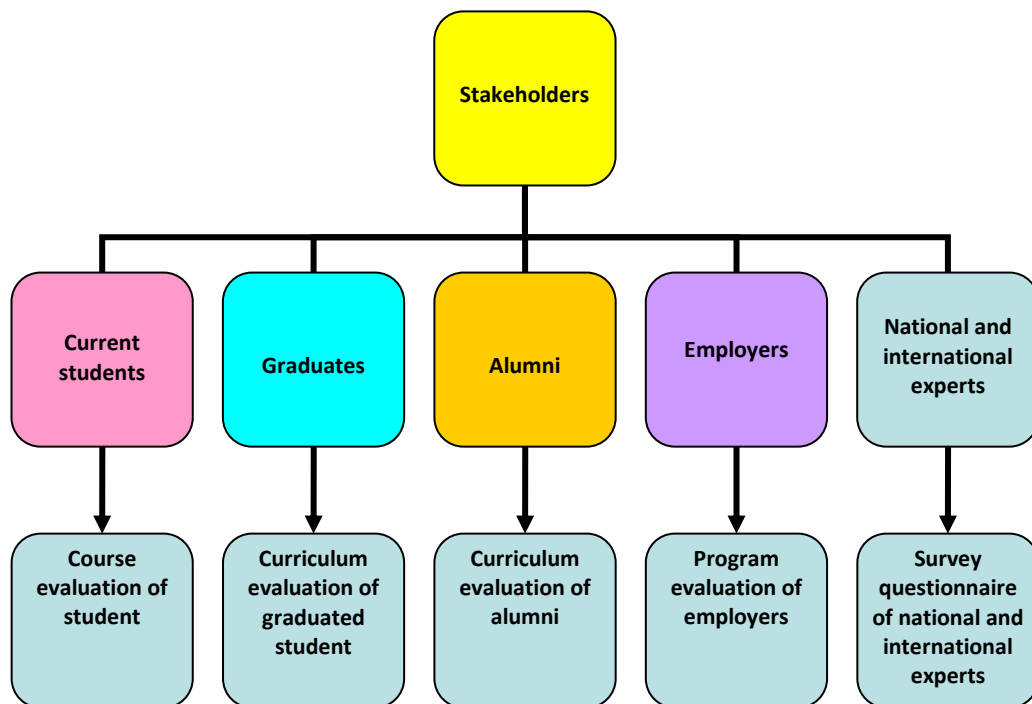 Stakeholders
Current
students
Graduates
Alumni
Employers
National and
international
experts
Course
evaluation of
student
Curriculum
evaluation of
graduated
student
Curriculum
evaluation of
alumni
Program
evaluation of
employers
Survey
questionnaire
of national and
international
experts